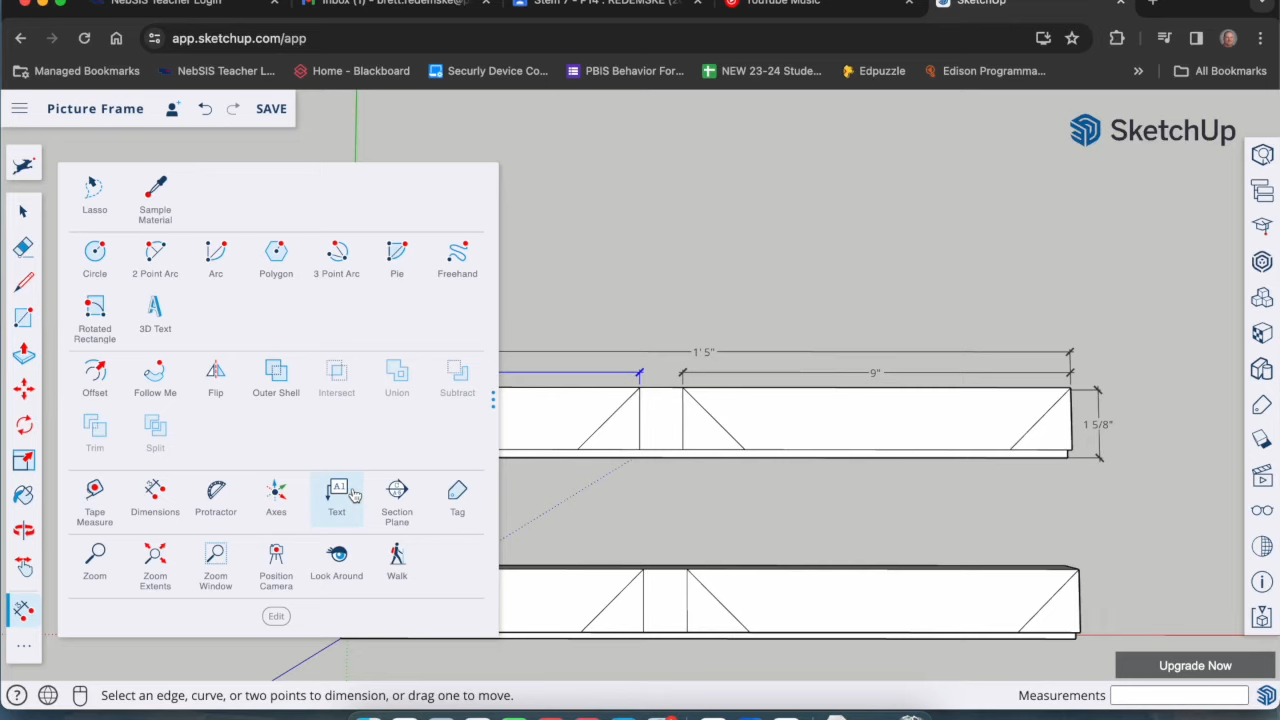 NebSIS Teacher Login
Inbox (1) - brett.redemske@
Stem 7 - P14 : REDEMSKE (2
YouTube Music
SketchUp
app.sketchup.com/app
Managed Bookmarks
NebSIS Teacher L...
Home - Blackboard
Securly Device Co...
PBIS Behavior For...
NEW 23-24 Stude...
Edpuzzle
Edison Programma...
»
All Bookmarks
Picture Frame
SAVE
SketchUp
Lasso
Sample
Material
Circle
2 Point Arc
Arc
Polygon
3 Point Arc
Pie
Freehand
Rotated
Rectangle
3D Text
Offset
Follow Me
Flip
Outer Shell
Intersect
Union
Subtract
Trim
Split
1' 5"
9"
1 5/8"
A1
Tape
Measure
Dimensions
Protractor
Axes
Text
Section
Plane
Tag
Zoom
Zoom
Extents
Zoom
Window
Position
Camera
Look Around
Walk
Edit
Upgrade Now
Select an edge, curve, or two points to dimension, or drag one to move.
Measurements